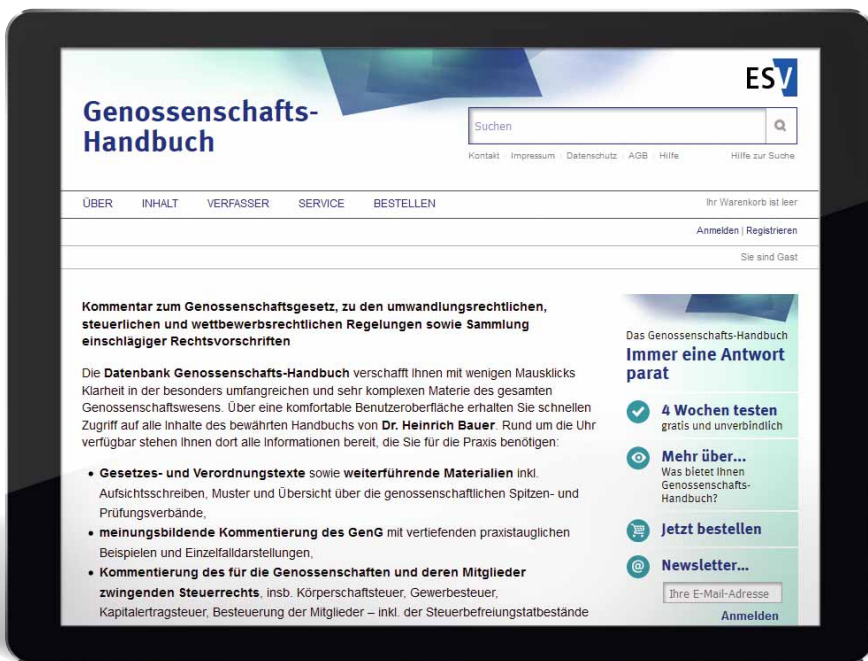 ESV
Genossenschafts-
Handbuch
Suchen
Kontakt | Impressum | Datenschutz | AGB | Hilfe
Hilfe zur Suche
ÜBER INHALT VERFASSER SERVICE BESTELLEN
Ihr Warenkorb ist leer
Anmelden | Registrieren
Sie sind Gast
Kommentar zum Genossenschaftsgesetz, zu den umwandlungsrechtlichen,
steuerlichen und wettbewerbsrechtlichen Regelungen sowie Sammlung
einschlägiger Rechtsvorschriften
Die Datenbank Genossenschafts-Handbuch verschafft Ihnen mit wenigen Mausklicks
Klarheit in der besonders umfangreichen und sehr komplexen Materie des gesamten
Genossenschaftswesens. Über eine komfortable Benutzeroberfläche erhalten Sie schnellen
Zugriff auf alle Inhalte des bewährten Handbuchs von Dr. Heinrich Bauer. Rund um die Uhr
verfügbar stehen Ihnen dort alle Informationen bereit, die Sie für die Praxis benötigen:
• Gesetzes- und Verordnungstexte sowie weiterführende Materialien inkl.
Aufsichtsschreiben, Muster und Übersicht über die genossenschaftlichen Spitzen- und
Prüfungsverbände,
• meinungsbildende Kommentierung des GenG mit vertiefenden praxistauglichen
Beispielen und Einzelfalldarstellungen,
• Kommentierung des für die Genossenschaften und deren Mitglieder
zwingenden Steuerrechts, insb. Körperschaftsteuer, Gewerbesteuer,
Kapitalertragsteuer, Besteuerung der Mitglieder – inkl. der Steuerbefreiungstatbestände
Das Genossenschafts-Handbuch
Immer eine Antwort
parat
4 Wochen testen
gratis und unverbindlich
Mehr über...
Was bietet Ihnen
Genossenschafts-
Handbuch?
Jetzt bestellen
@ Newsletter...
Ihre E-Mail-Adresse
Anmelden